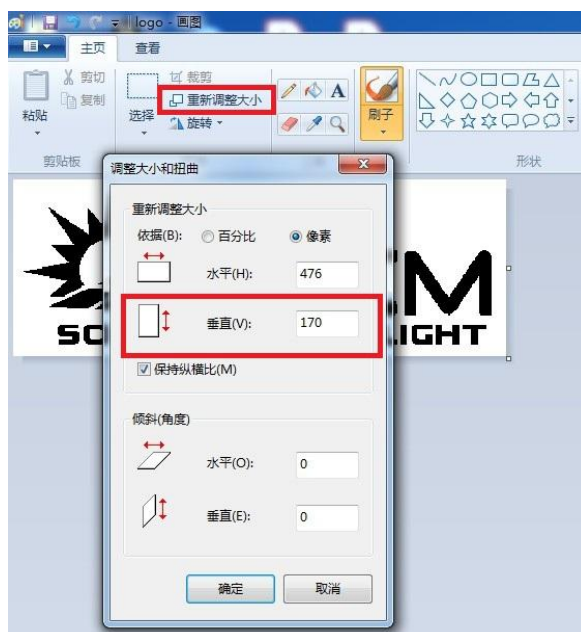 logo - 画图
主页 查看
粘贴
剪切
复制
剪贴板
选择
裁剪
重新调整大小
旋转
A
刷子
形状
调整大小和扭曲
重新调整大小
依据(B): 百分比 像素
水平(H): 476
垂直(V): 170
保持纵横比(M)
倾斜(角度)
水平(O): 0
垂直(E): 0
确定 取消
M
SC
IGHT